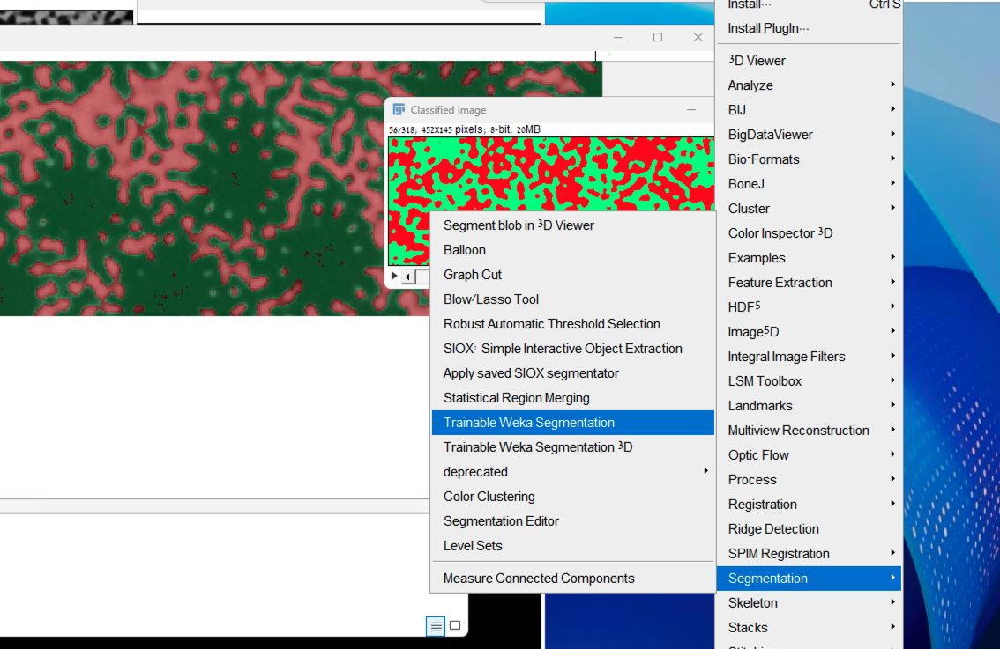 Install···
Ctrl S
Install PlugIn···
3D Viewer
Analyze
BIJ
BigDataViewer
Bio-Formats
BoneJ
Cluster
Color Inspector 3D
Examples
Feature Extraction
HDF5
Image5D
Integral Image Filters
LSM Toolbox
Landmarks
Multiview Reconstruction
Optic Flow
Process
Registration
Ridge Detection
SPIM Registration
Segmentation
Skeleton
Stacks
Classified image
56/318; 452X145 pixels; 8-bit; 20MB
Segment blob in 3D Viewer
Balloon
Graph Cut
Blow/Lasso Tool
Robust Automatic Threshold Selection
SIOX: Simple Interactive Object Extraction
Apply saved SIOX segmentator
Statistical Region Merging
Trainable Weka Segmentation
Trainable Weka Segmentation 3D
deprecated
Color Clustering
Segmentation Editor
Level Sets
Measure Connected Components